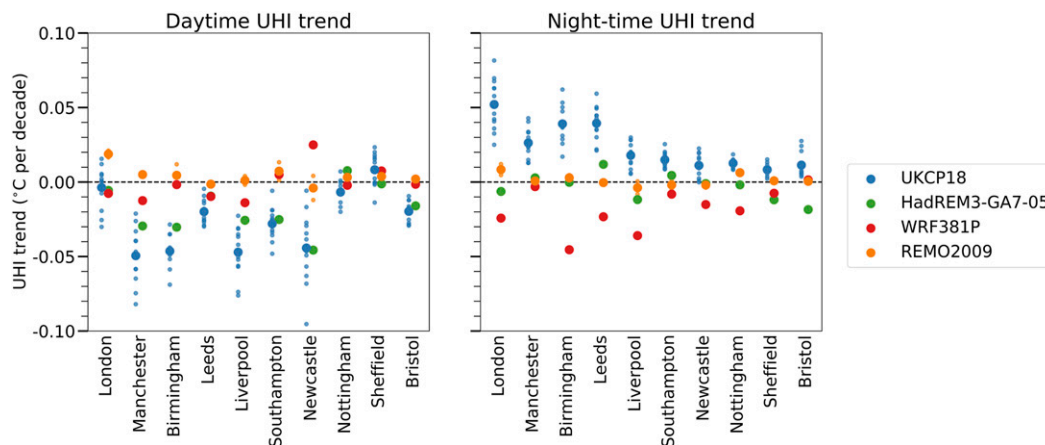 Daytime UHI trend
Night-time UHI trend
UHI trend (°C per decade)
0.10
0.05
0.00
-0.05
-0.10
London
Manchester
Birmingham
Leeds
Liverpool
Southampton
Newcastle
Nottingham
Sheffield
Bristol
London
Manchester
Birmingham
Leeds
Liverpool
Southampton
Newcastle
Nottingham
Sheffield
Bristol
UKCP18
HadREM3-GA7-05
WRF381P
REMO2009